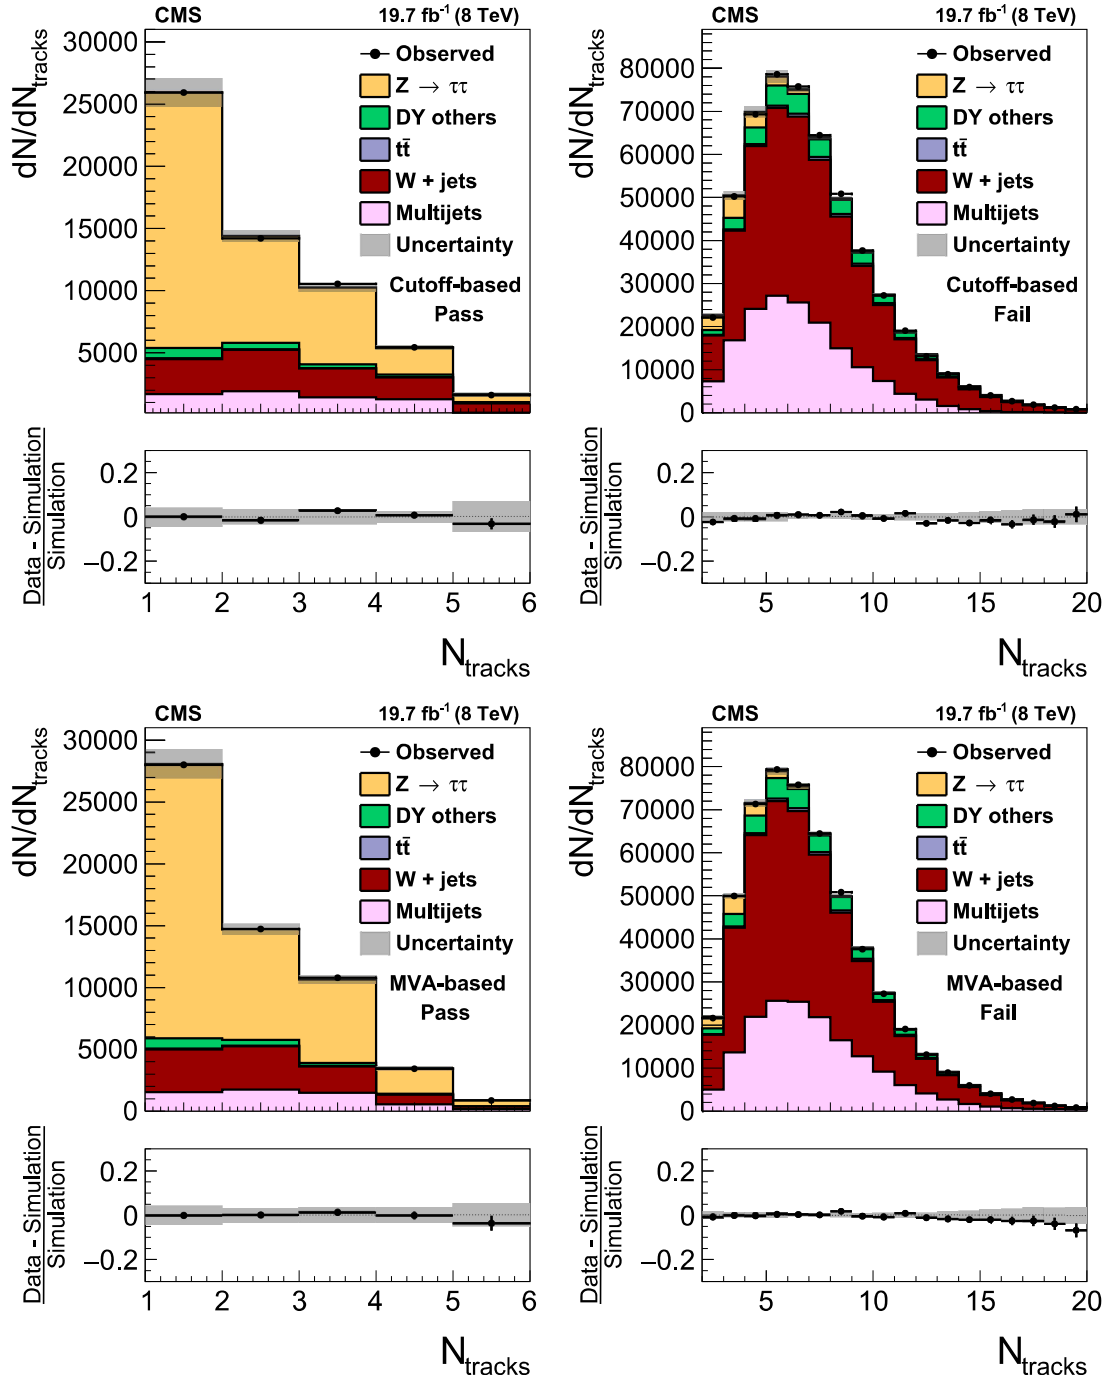 CMS 19.7 fb⁻¹ (8 TeV)
dN/dN_tracks
30000
25000
20000
15000
10000
5000
Observed
Z → ττ
DY others
tt̄
W + jets
Multijets
Uncertainty
Cutoff-based
Pass
Data - Simulation
Simulation
0.2
0
−0.2
1 2 3 4 5 6
N_tracks
CMS 19.7 fb⁻¹ (8 TeV)
dN/dN_tracks
80000
70000
60000
50000
40000
30000
20000
10000
0
Observed
Z → ττ
DY others
tt̄
W + jets
Multijets
Uncertainty
Cutoff-based
Fail
Data - Simulation
Simulation
0.2
0
−0.2
5 10 15 20
N_tracks
CMS 19.7 fb⁻¹ (8 TeV)
dN/dN_tracks
30000
25000
20000
15000
10000
5000
0
Observed
Z → ττ
DY others
tt̄
W + jets
Multijets
Uncertainty
MVA-based
Pass
Data - Simulation
Simulation
0.2
0
−0.2
1 2 3 4 5 6
N_tracks
CMS 19.7 fb⁻¹ (8 TeV)
dN/dN_tracks
80000
70000
60000
50000
40000
30000
20000
10000
0
Observed
Z → ττ
DY others
tt̄
W + jets
Multijets
Uncertainty
MVA-based
Fail
Data - Simulation
Simulation
0.2
0
−0.2
5 10 15 20
N_tracks